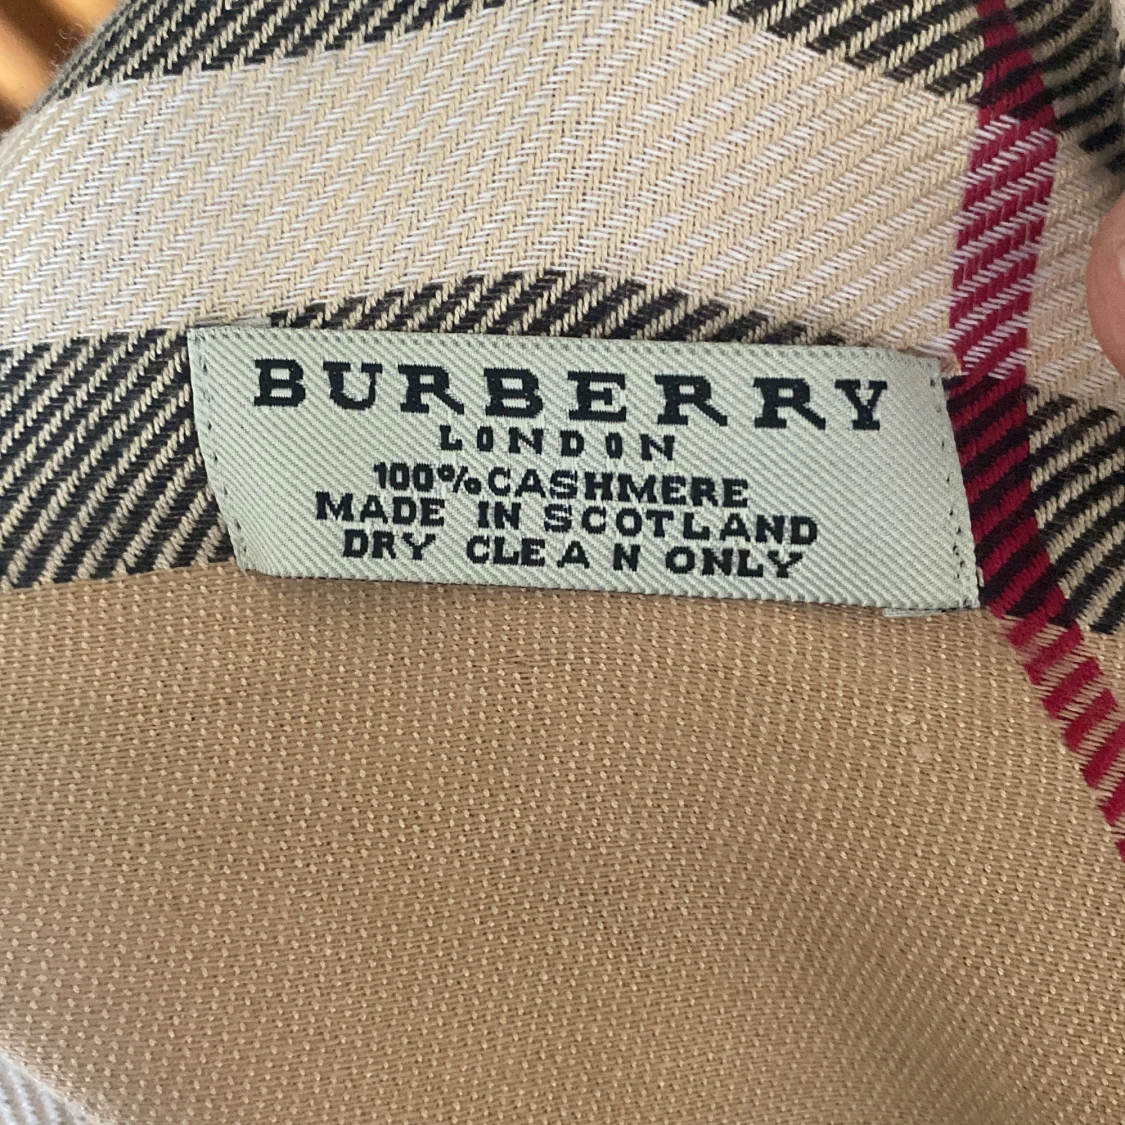 BURBERRY
LONDON
100% CASHMERE
MADE IN SCOTLAND
DRY CLEAN ONLY